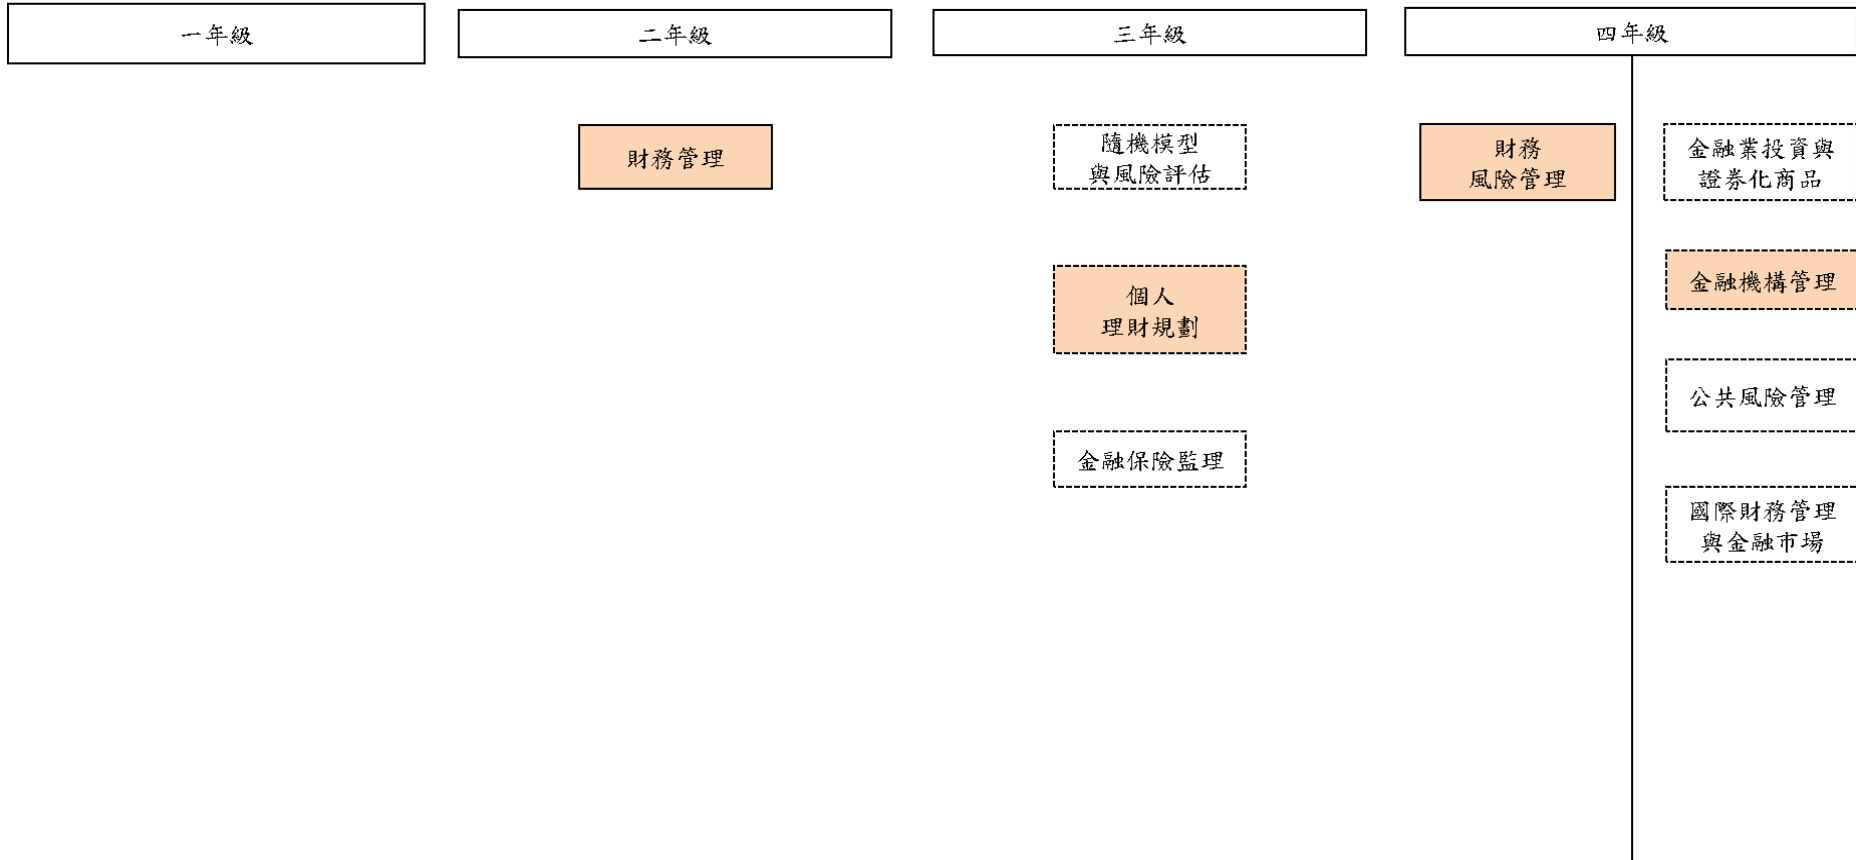 一年級
二年級
三年級
四年級
財務管理
隨機模型
與風險評估
個人
理財規劃
金融保險監理
財務
風險管理
金融業投資與
證券化商品
金融機構管理
公共風險管理
國際財務管理
與金融市場